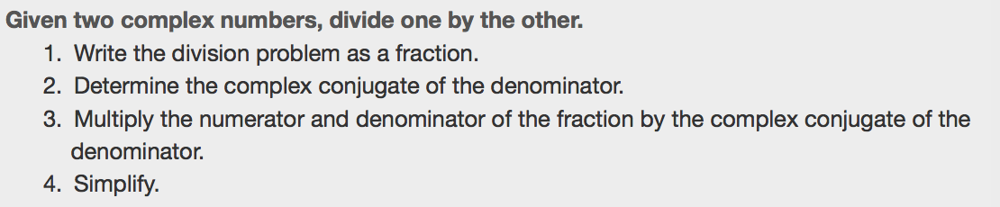 Given two complex numbers, divide one by the other.
1. Write the division problem as a fraction.
2. Determine the complex conjugate of the denominator.
3. Multiply the numerator and denominator of the fraction by the complex conjugate of the
denominator.
4. Simplify.